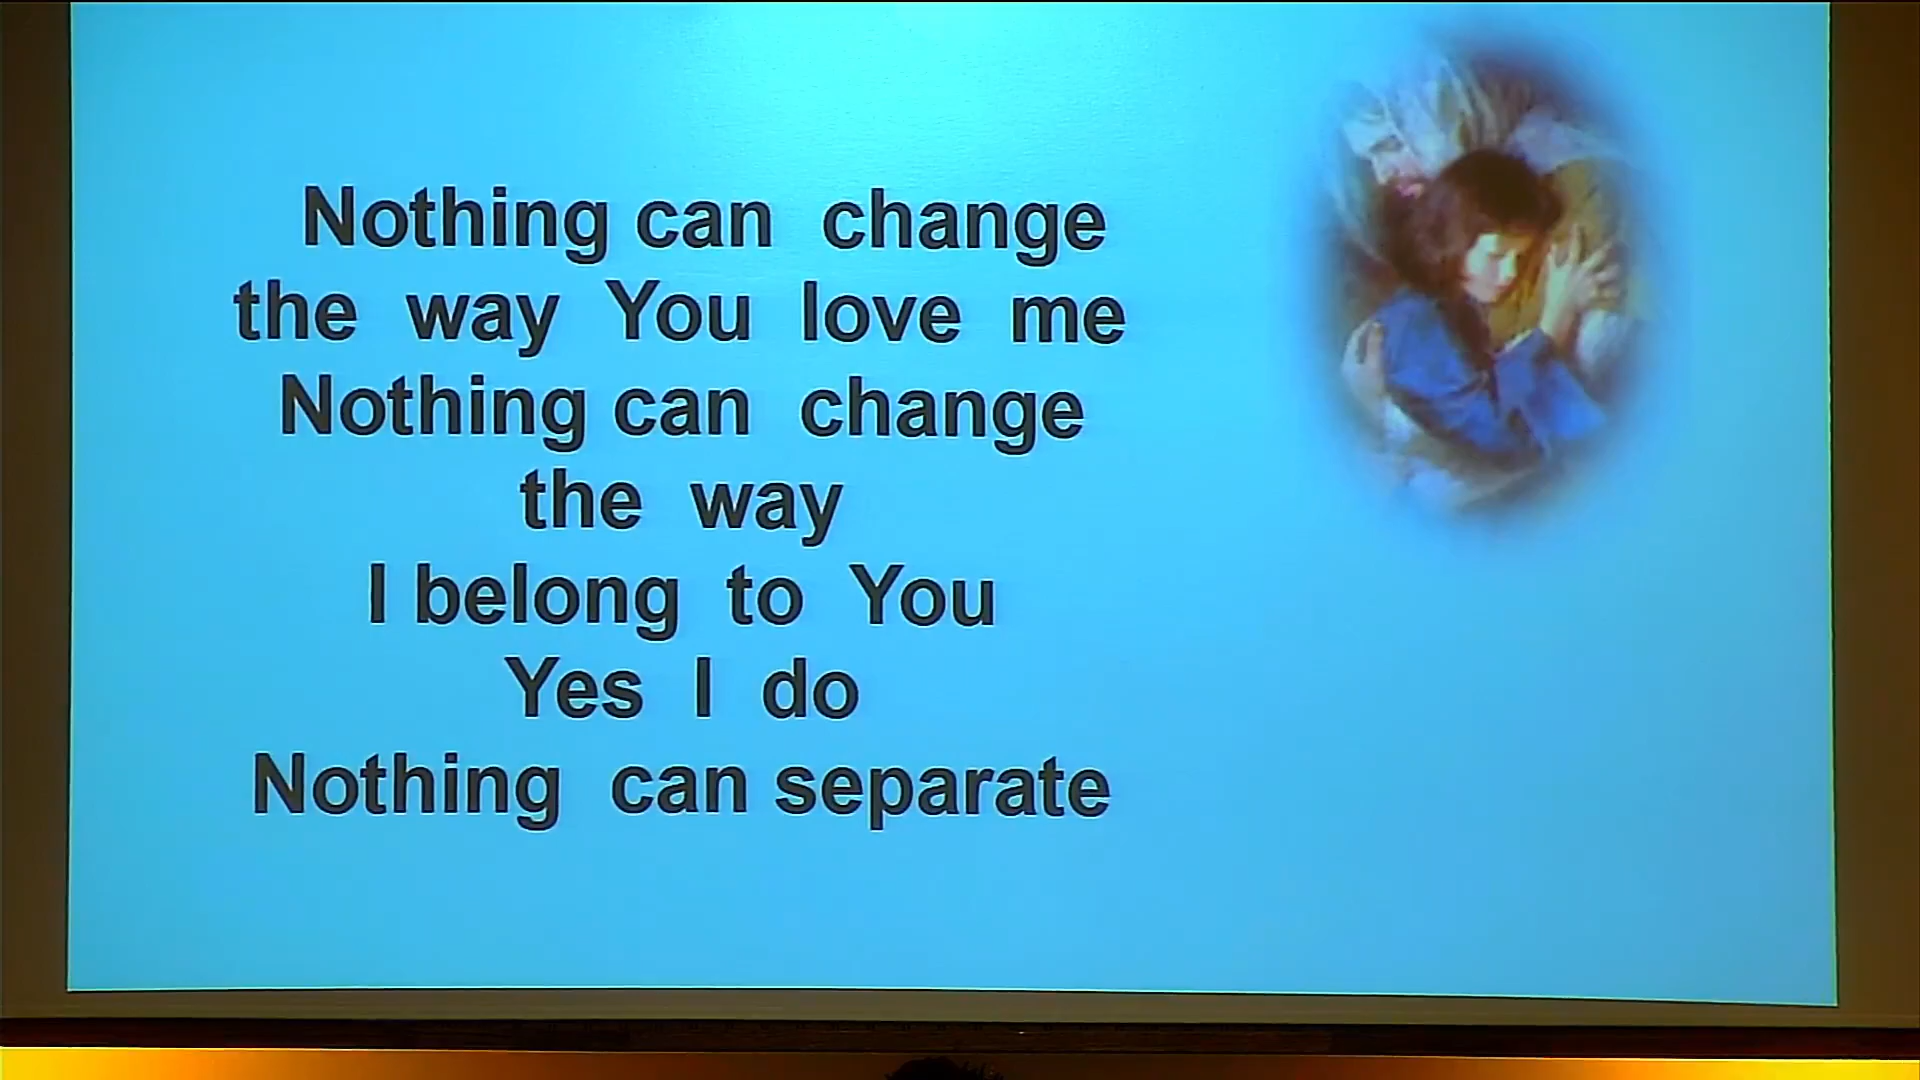 Nothing can change
the way You love me
Nothing can change
the way
I belong to You
Yes I do
Nothing can separate